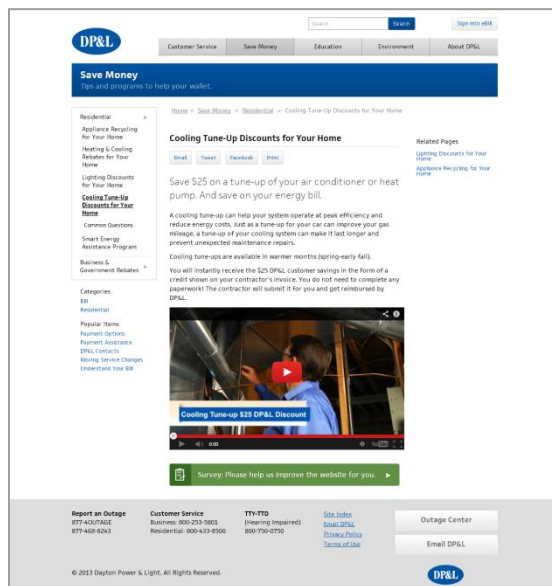 Search
Search
Sign into eBill
DP&L
Customer Service
Save Money
Education
Environment
About DP&L
Save Money
Tips and programs to help your wallet.
Home > Save Money > Residential > Cooling Tune-Up Discounts for Your Home
Residential
Appliance Recycling
for Your Home
Heating & Cooling
Rebates for Your
Home
Lighting Discounts
for Your Home
Cooling Tune-Up
Discounts for Your
Home
Common Questions
Smart Energy
Assistance Program
Business &
Government Rebates
Categories
Bill
Residential
Popular Items
Payment Options
Payment Assistance
DP&L Contacts
Moving Service Changes
Understand Your Bill
Cooling Tune-Up Discounts for Your Home
Email
Tweet
Facebook
Print
Save $25 on a tune-up of your air conditioner or heat
pump. And save on your energy bill.
A cooling tune-up can help your system operate at peak efficiency and
reduce energy costs. Just as a tune-up for your car can improve your gas
mileage, a tune-up of your cooling system can make it last longer and
prevent unexpected maintenance repairs.
Cooling tune-ups are available in warmer months (spring-early fall).
You will instantly receive the $25 DP&L customer savings in the form of a
credit shown on your contractor's invoice. You do not need to complete any
paperwork! The contractor will submit it for you and get reimbursed by
DP&L.
Cooling Tune-up $25 DP&L Discount
0:00
YouTube
Survey: Please help us improve the website for you.
Related Pages
Lighting Discounts for Your
Home
Appliance Recycling for Your
Home
Report an Outage
877-4OUTAGE
877-468-8243
Customer Service
Business: 800-253-5801
Residential: 800-433-8500
TTY-TTD
(Hearing Impaired)
800-750-0750
Site Index
Email DP&L
Privacy Policy
Terms of Use
Outage Center
Email DP&L
© 2013 Dayton Power & Light. All Rights Reserved.
DP&L